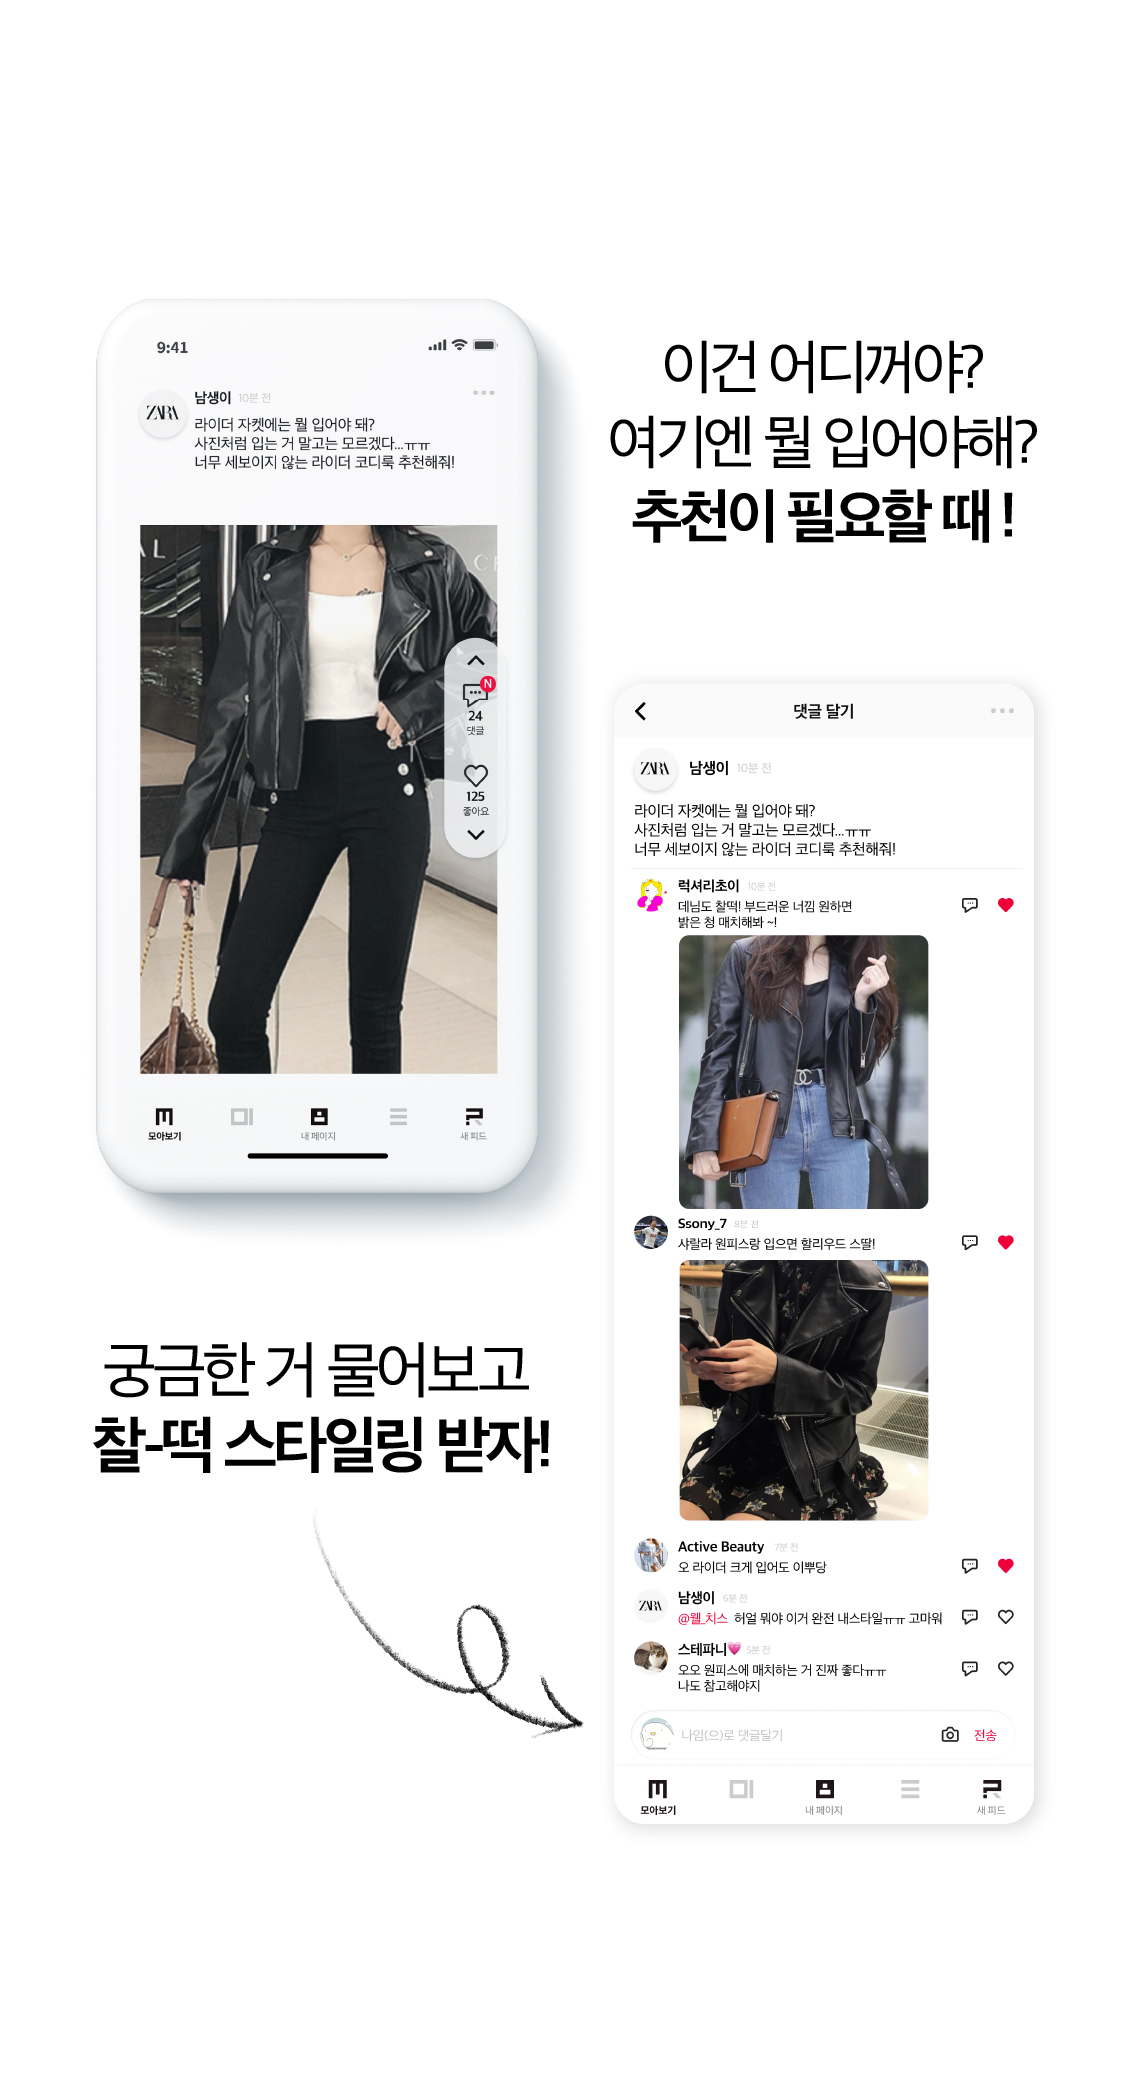 9:41
ZARA
남생이 10분 전
라이더 자켓에는 뭘 입어야 돼?
사진처럼 입는 거 말고는 모르겠다...ㅠㅠ
너무 세보이지 않는 라이더 코디룩 추천해줘!
N
24
댓글
125
좋아요
모아보기
내 페이지
새 피드
이건 어디꺼야?
여기엔 뭘 입어야해?
추천이 필요할 때 !
댓글 달기
ZARA
남생이 10분 전
라이더 자켓에는 뭘 입어야 돼?
사진처럼 입는 거 말고는 모르겠다...ㅠㅠ
너무 세보이지 않는 라이더 코디룩 추천해줘!
럭셔리초이 10분 전
데님도 찰떡! 부드러운 너낌 원하면
밝은 청 매치해봐 ~!
Ssony_7 8분 전
샤랄라 원피스랑 입으면 할리우드 스딸!
Active Beauty 7분 전
오 라이더 크게 입어도 이뿌당
ZARA
남생이 6분 전
@웰_치스 허얼 뭐야 이거 완전 내스타일ㅠㅠ 고마워
스테파니💗 5분 전
오오 원피스에 매치하는 거 진짜 좋다ㅠㅠ
나도 참고해야지
나임(으)로 댓글달기
전송
모아보기
내 페이지
새 피드
궁금한 거 물어보고
찰-떡 스타일링 받자!